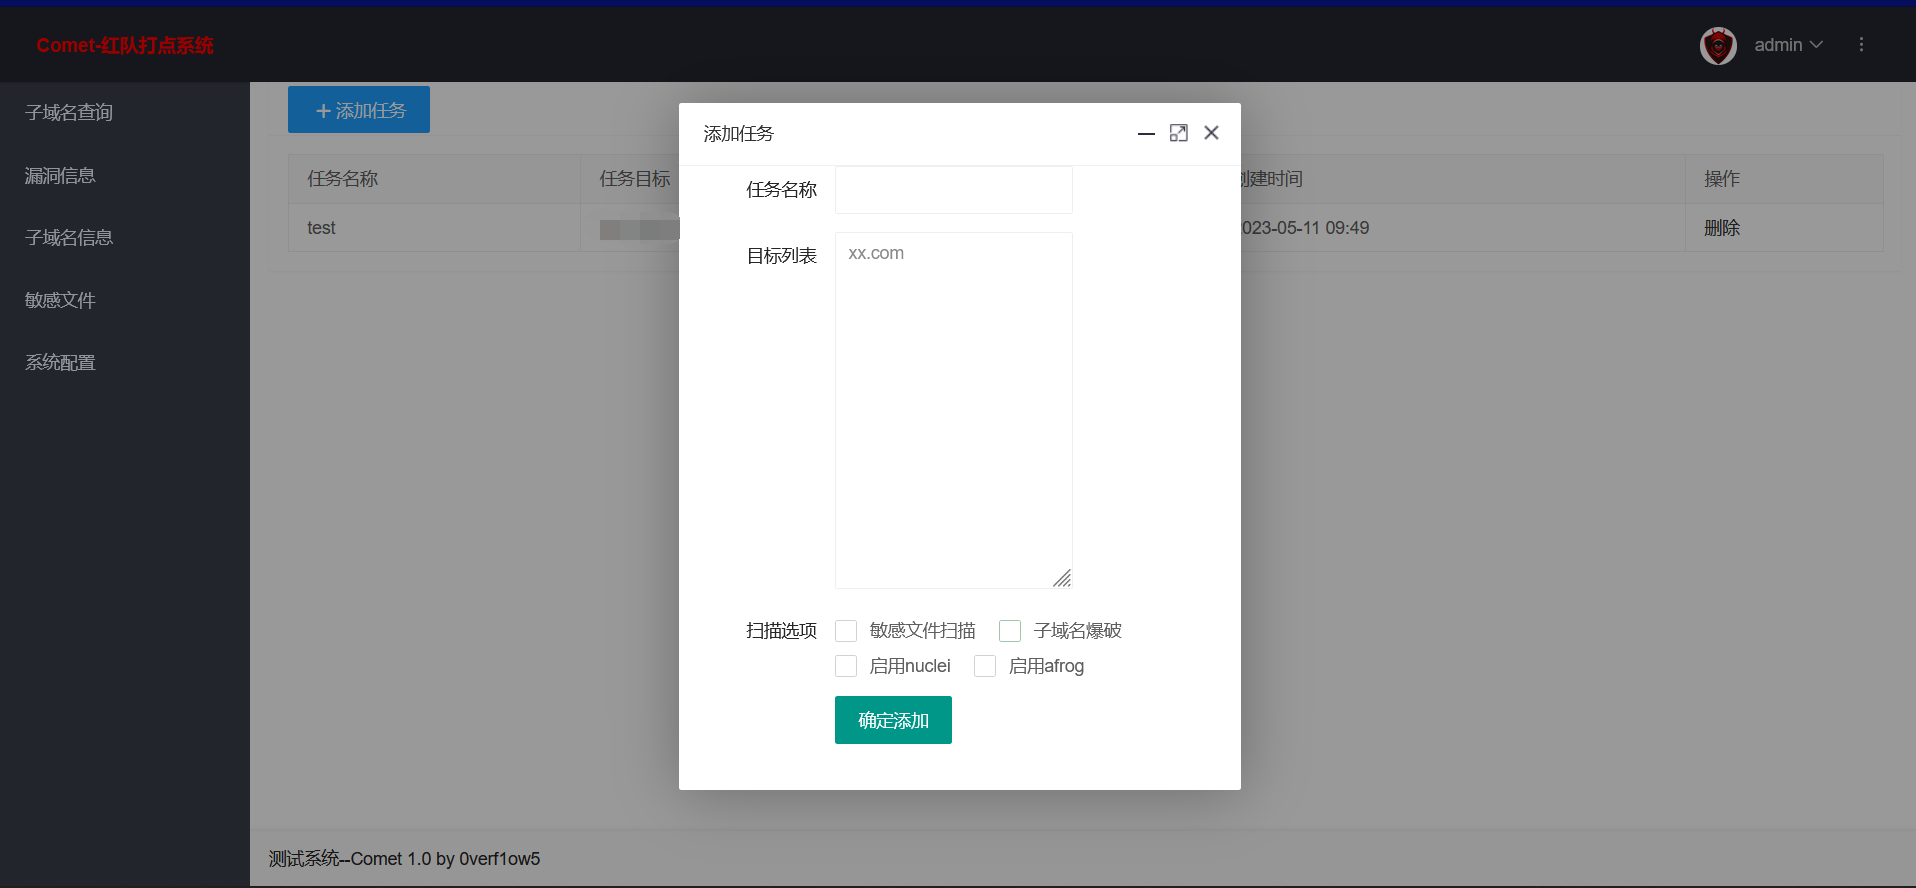 Comet-红队打点系统
admin
子域名查询
漏洞信息
子域名信息
敏感文件
系统配置
添加任务
任务名称 任务目标 创建时间 操作
test 2023-05-11 09:49 删除
添加任务
任务名称
目标列表 xx.com
扫描选项 敏感文件扫描 子域名爆破
启用nuclei 启用afrog
确定添加
测试系统--Comet 1.0 by 0verf1ow5